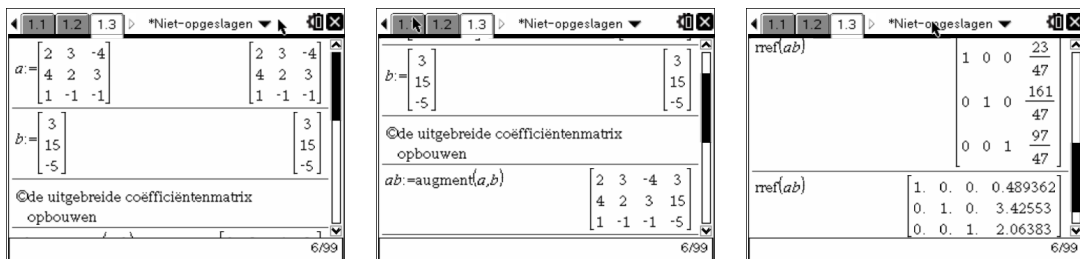 1.1 1.2 1.3 *Niet-opgeslagen
a:= [2 3 -4 [2 3 -4
4 2 3 4 2 3
1 -1 -1] 1 -1 -1]
b:= [3 [3
15 15
-5] -5]
©de uitgebreide coëfficiëntenmatrix
opbouwen
6/99
1.2 1.3 *Niet-opgeslagen
b:= [3 [3
15 15
-5] -5]
©de uitgebreide coëfficiëntenmatrix
opbouwen
ab:=augment(a,b) [2 3 -4 3
4 2 3 15
1 -1 -1 -5]
6/99
1.1 1.2 1.3 *Niet-opgeslagen
rref(ab) [1 0 0 23/47
0 1 0 161/47
0 0 1 97/47]
rref(ab) [1. 0. 0. 0.489362
0. 1. 0. 3.42553
0. 0. 1. 2.06383]
6/99